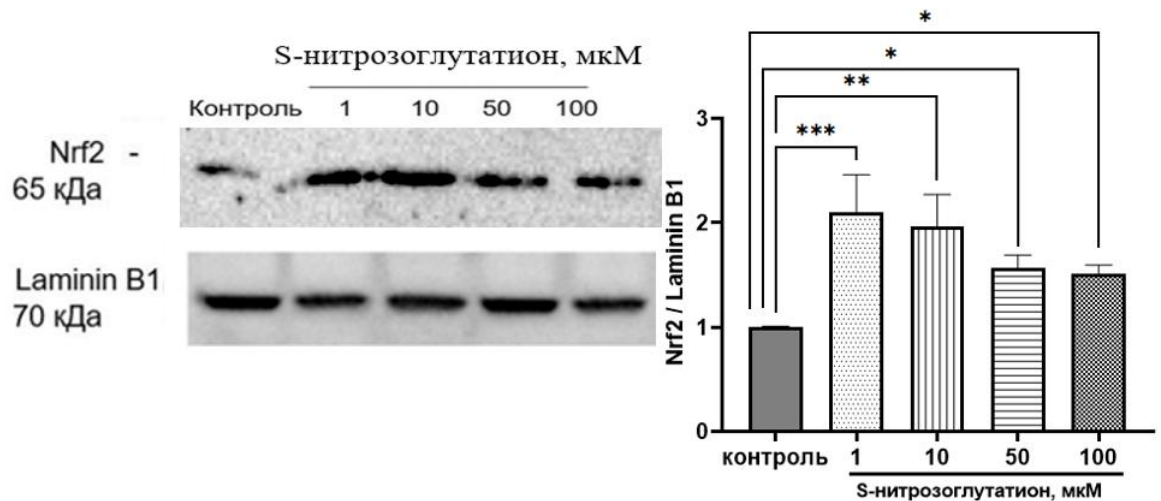 S-нитрозоглутатион, мкМ
Контроль 1 10 50 100
Nrf2 -
65 кДа
Laminin B1
70 кДа
*
*
**
***
3
2
1
0
Nrf2 / Laminin B1
контроль 1 10 50 100
S-нитрозоглутатион, мкМ